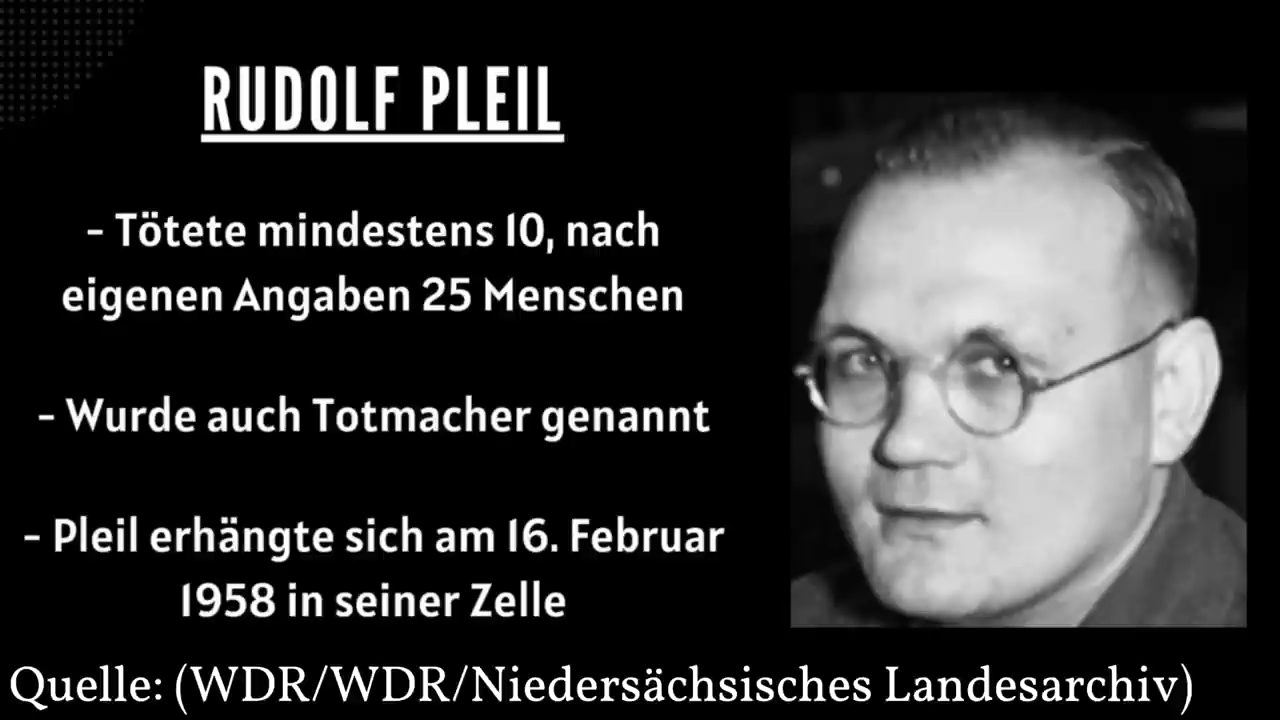 RUDOLF PLEIL
- Tötete mindestens 10, nach
eigenen Angaben 25 Menschen
- Wurde auch Totmacher genannt
- Pleil erhängte sich am 16. Februar
1958 in seiner Zelle
Quelle: (WDR/WDR/Niedersächsisches Landesarchiv)